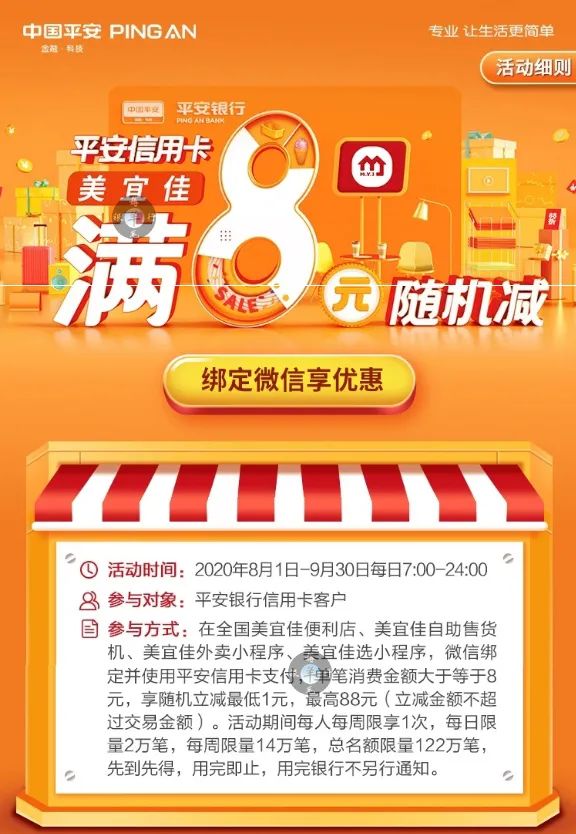 中国平安 PING AN
金融·科技
专业 让生活更简单
活动细则
中国平安
平安银行
PING AN BANK
平安信用卡
美宜佳
M.Y.J
满8元随机减
SALE
特折
绑定微信享优惠
活动时间：2020年8月1日-9月30日每日7:00-24:00
参与对象：平安银行信用卡客户
参与方式：在全国美宜佳便利店、美宜佳自助售货
机、美宜佳外卖小程序、美宜佳选小程序，微信绑
定并使用平安信用卡支付，单笔消费金额大于等于8
元，享随机立减最低1元，最高88元（立减金额不超
过交易金额）。活动期间每人每周限享1次，每日限
量2万笔，每周限量14万笔，总名额限量122万笔，
先到先得，用完即止，用完银行不另行通知。